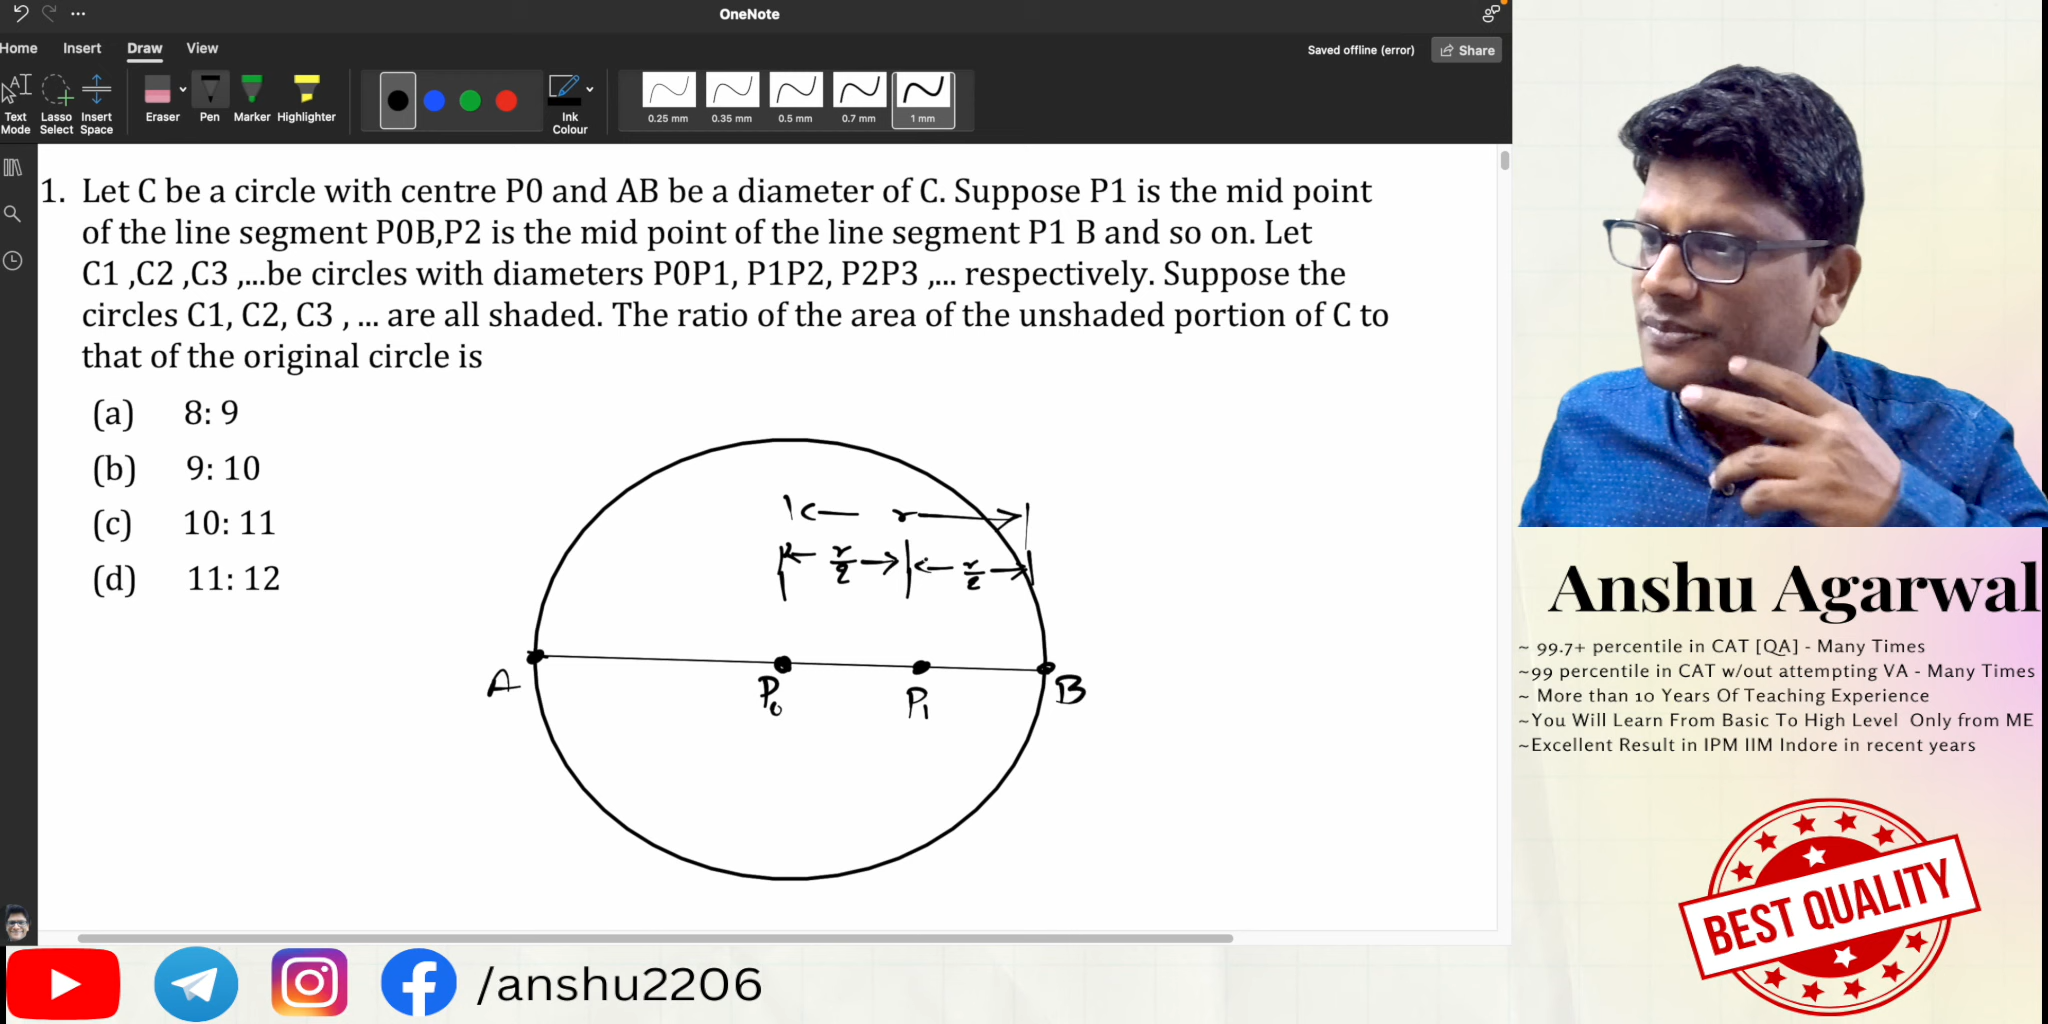 OneNote
Home Insert Draw View
Saved offline (error)
Share
Text Mode
Lasso Select
Insert Space
Eraser
Pen
Marker
Highlighter
Ink Colour
0.25 mm
0.35 mm
0.5 mm
0.7 mm
1 mm
1. Let C be a circle with centre P0 and AB be a diameter of C. Suppose P1 is the mid point
of the line segment P0B,P2 is the mid point of the line segment P1 B and so on. Let
C1 ,C2 ,C3 ,...be circles with diameters P0P1, P1P2, P2P3 ,... respectively. Suppose the
circles C1, C2, C3 , ... are all shaded. The ratio of the area of the unshaded portion of C to
that of the original circle is
(a) 8: 9
(b) 9: 10
(c) 10: 11
(d) 11: 12
r
r/2 r/2
A P0 P1 B
Anshu Agarwal
~ 99.7+ percentile in CAT [QA] - Many Times
~99 percentile in CAT w/out attempting VA - Many Times
~ More than 10 Years Of Teaching Experience
~You Will Learn From Basic To High Level Only from ME
~Excellent Result in IPM IIM Indore in recent years
BEST QUALITY
/anshu2206